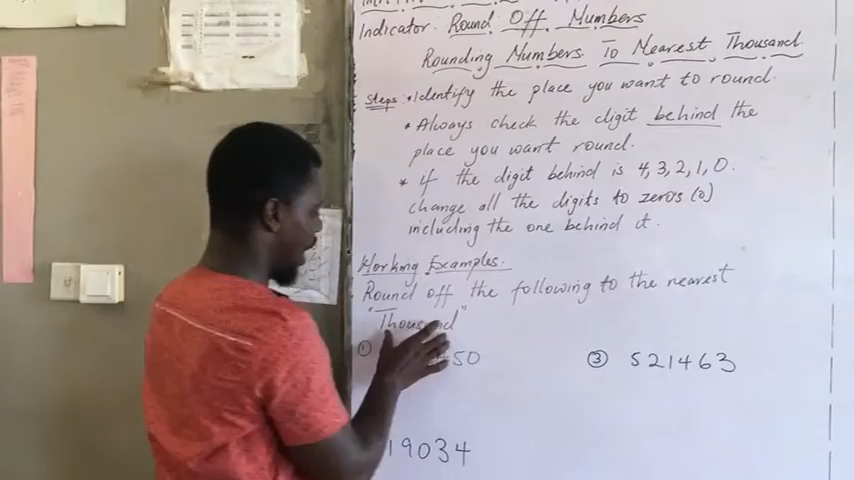 Indicator: Round Off Numbers
Rounding Numbers To Nearest Thousand.
Steps: * Identify the place you want to round.
* Always check the digit behind the
place you want round.
* If the digit behind is 4, 3, 2, 1, 0.
change all the digits to zeros (0)
including the one behind it.
Working Examples.
Round off the following to the nearest
"Thousand"
① 50
③ 521463
19034